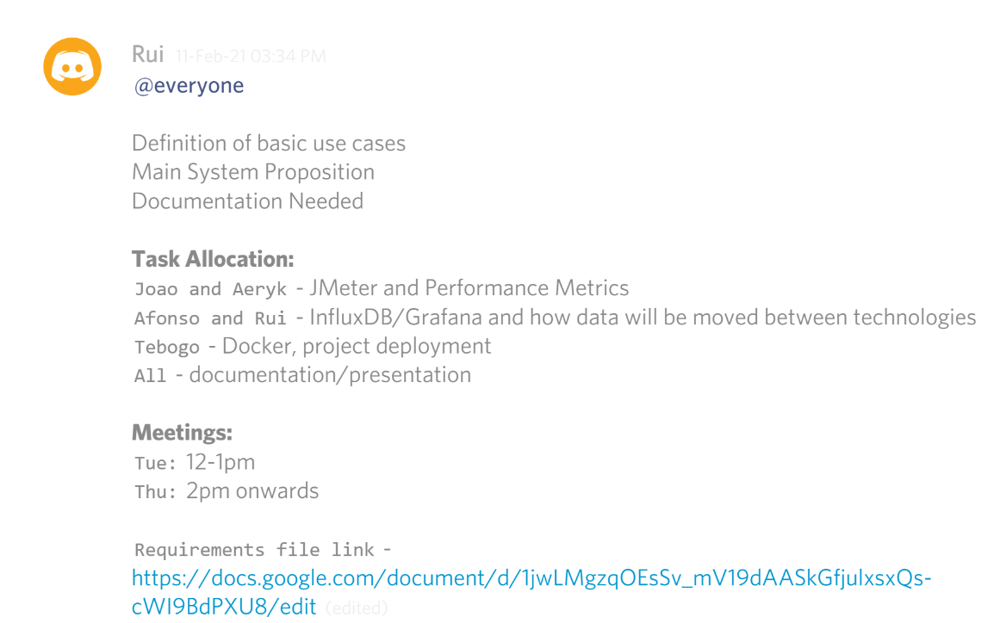 Rui 11-Feb-21 03:34 PM
@everyone
Definition of basic use cases
Main System Proposition
Documentation Needed
Task Allocation:
Joao and Aeryk - JMeter and Performance Metrics
Afonso and Rui - InfluxDB/Grafana and how data will be moved between technologies
Tebogo - Docker, project deployment
All - documentation/presentation
Meetings:
Tue: 12-1pm
Thu: 2pm onwards
Requirements file link -
https://docs.google.com/document/d/1jwLMgzqOEsSv_mV19dAASkGfjulxsxQs-
cWI9BdPXU8/edit (edited)